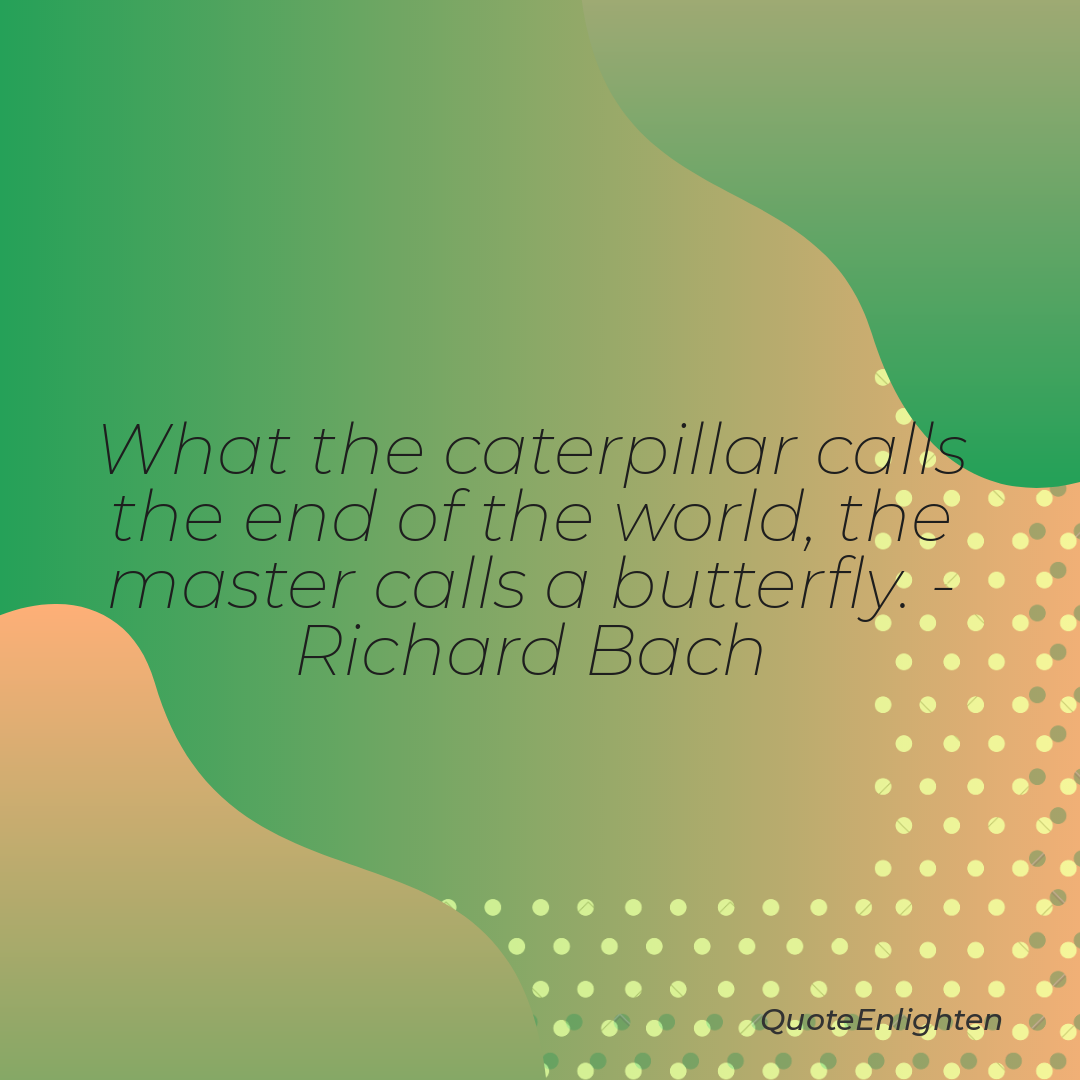 What the caterpillar calls
the end of the world, the
master calls a butterfly. -
Richard Bach
QuoteEnlighten